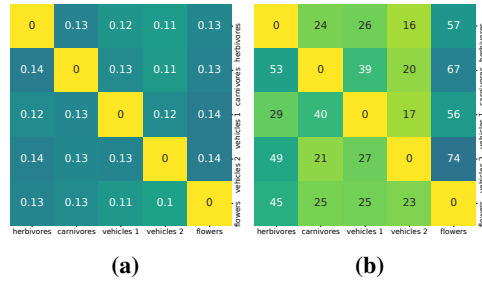 0 0.13 0.12 0.11 0.13
0.14 0 0.13 0.11 0.13
0.12 0.13 0 0.12 0.14
0.14 0.13 0.13 0 0.14
0.13 0.13 0.11 0.1 0
herbivores
carnivores
vehicles 1
vehicles 2
flowers
herbivores carnivores vehicles 1 vehicles 2 flowers
(a)
0 24 26 16 57
53 0 39 20 67
29 40 0 17 56
49 21 27 0 74
45 25 25 23 0
herbivores
carnivores
vehicles 1
vehicles 2
flowers
herbivores carnivores vehicles 1 vehicles 2 flowers
(b)